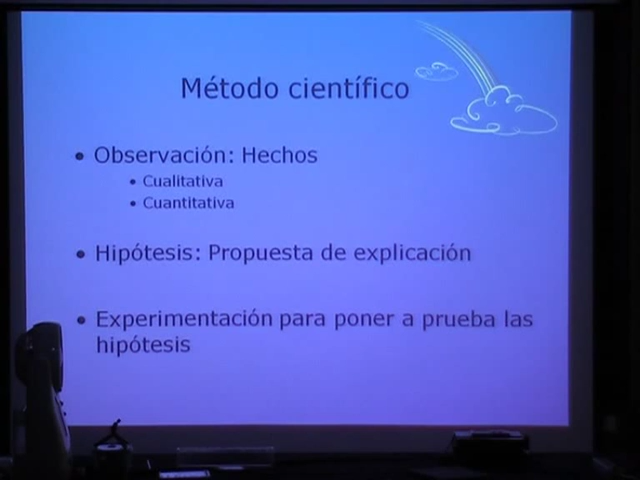 Método científico
• Observación: Hechos
• Cualitativa
• Cuantitativa
• Hipótesis: Propuesta de explicación
• Experimentación para poner a prueba las
hipótesis